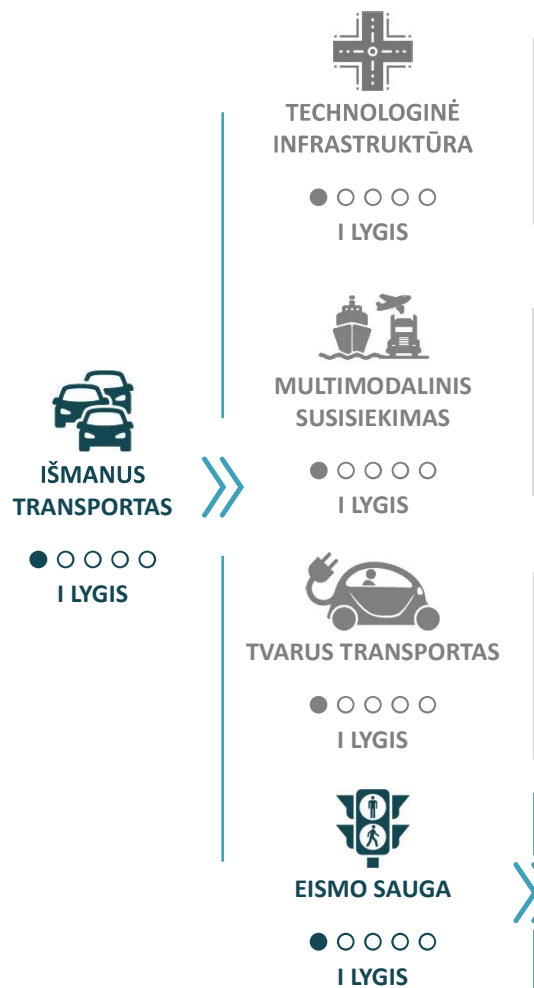 IŠMANUS
TRANSPORTAS
I LYGIS
TECHNOLOGINĖ
INFRASTRUKTŪRA
I LYGIS
MULTIMODALINIS
SUSISIEKIMAS
I LYGIS
TVARUS TRANSPORTAS
I LYGIS
EISMO SAUGA
I LYGIS